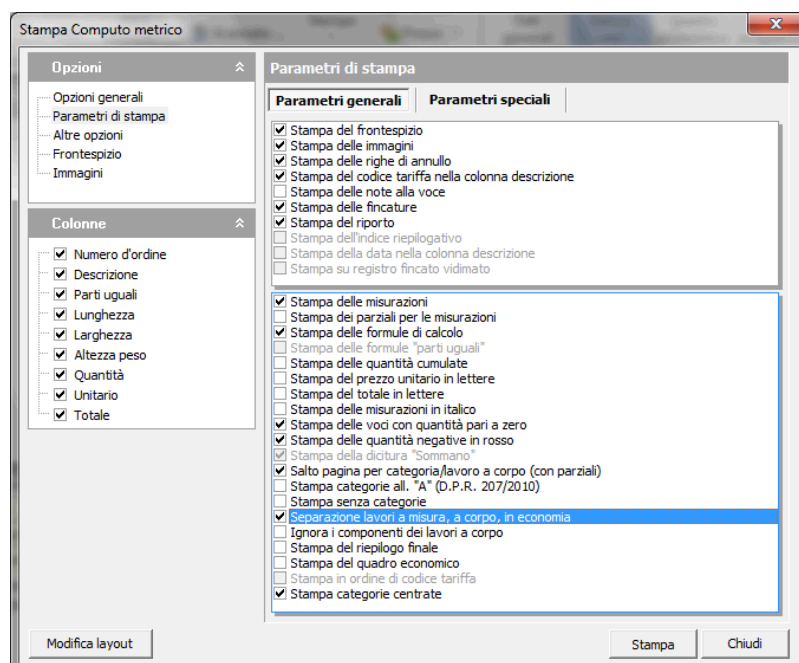 Stampa Computo metrico
Opzioni
Opzioni generali
Parametri di stampa
Altre opzioni
Frontespizio
Immagini
Colonne
Numero d'ordine
Descrizione
Parti uguali
Lunghezza
Larghezza
Altezza peso
Quantità
Unitario
Totale
Modifica layout
Parametri di stampa
Parametri generali
Parametri speciali
Stampa del frontespizio
Stampa delle immagini
Stampa delle righe di annullo
Stampa del codice tariffa nella colonna descrizione
Stampa delle note alla voce
Stampa delle fincature
Stampa del riporto
Stampa dell'indice riepilogativo
Stampa della data nella colonna descrizione
Stampa su registro fincato vidimato
Stampa delle misurazioni
Stampa dei parziali per le misurazioni
Stampa delle formule di calcolo
Stampa delle formule "parti uguali"
Stampa delle quantità cumulate
Stampa del prezzo unitario in lettere
Stampa del totale in lettere
Stampa delle misurazioni in italico
Stampa delle voci con quantità pari a zero
Stampa delle quantità negative in rosso
Stampa della dicitura "Sommano"
Salto pagina per categoria/lavoro a corpo (con parziali)
Stampa categorie all. "A" (D.P.R. 207/2010)
Stampa senza categorie
Separazione lavori a misura, a corpo, in economia
Ignora i componenti dei lavori a corpo
Stampa del riepilogo finale
Stampa del quadro economico
Stampa in ordine di codice tariffa
Stampa categorie centrate
Stampa
Chiudi